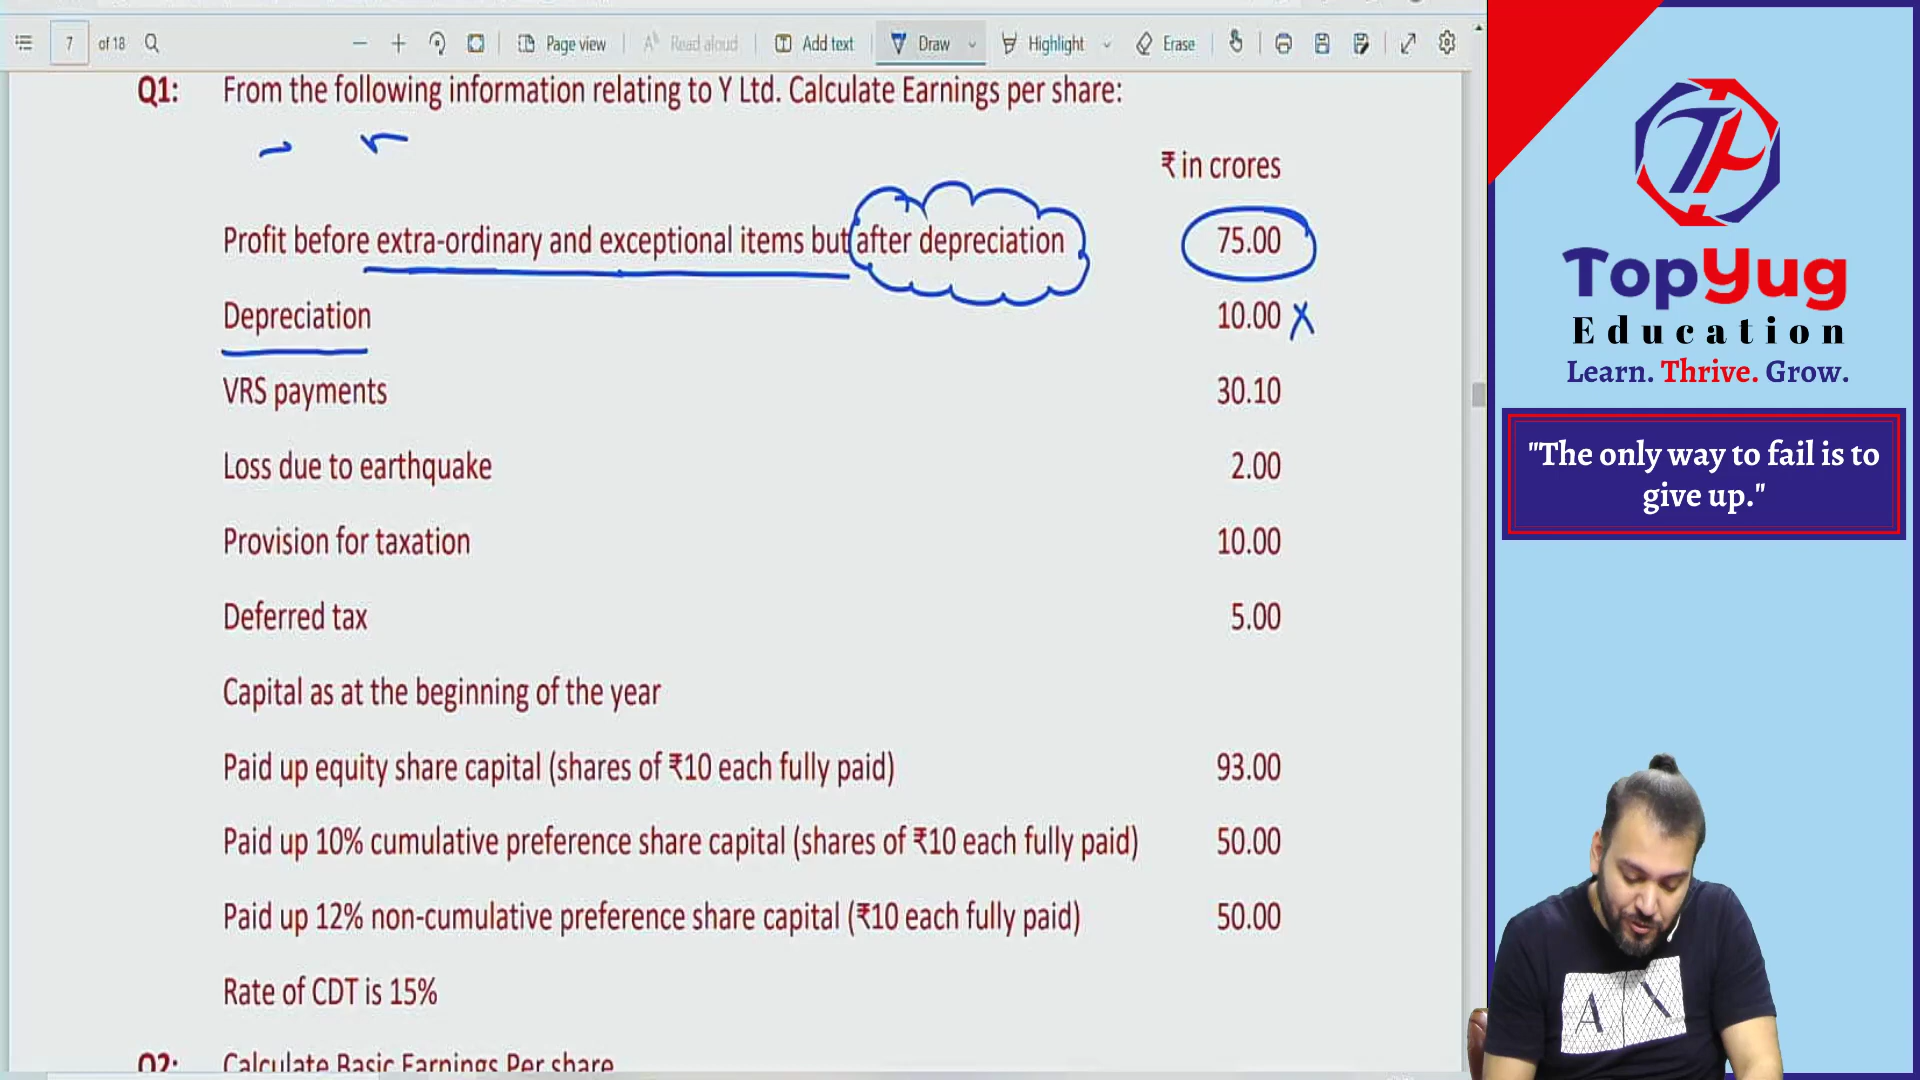 7 of 18 Page view Read aloud Add text Draw Highlight Erase
Q1: From the following information relating to Y Ltd. Calculate Earnings per share:
₹ in crores
Profit before extra-ordinary and exceptional items but after depreciation 75.00
Depreciation 10.00 X
VRS payments 30.10
Loss due to earthquake 2.00
Provision for taxation 10.00
Deferred tax 5.00
Capital as at the beginning of the year
Paid up equity share capital (shares of ₹10 each fully paid) 93.00
Paid up 10% cumulative preference share capital (shares of ₹10 each fully paid) 50.00
Paid up 12% non-cumulative preference share capital (₹10 each fully paid) 50.00
Rate of CDT is 15%
Q2: Calculate Basic Earnings Per share
TopYug
Education
Learn. Thrive. Grow.
"The only way to fail is to
give up."
A X